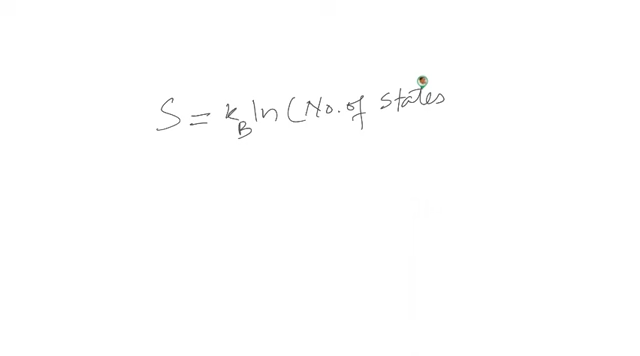 S = k_B ln (No. of states